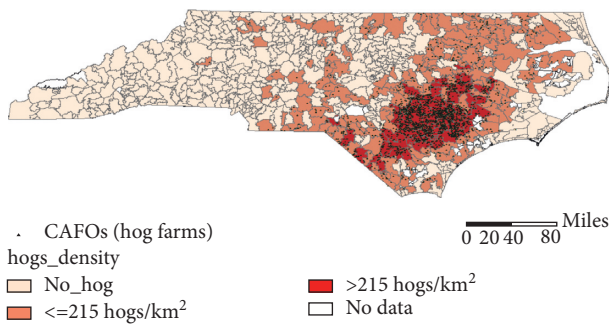 CAFOs (hog farms)
hogs_density
No_hog
<=215 hogs/km²
>215 hogs/km²
No data
Miles
0 20 40 80